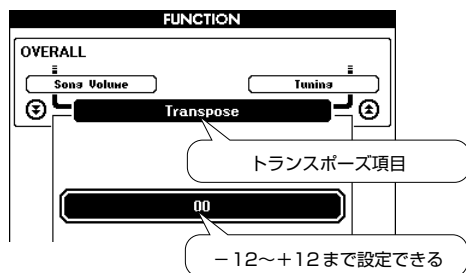 FUNCTION
OVERALL
Song Volume
Tuning
Transpose
トランスポーズ項目
00
－12～＋12まで設定できる